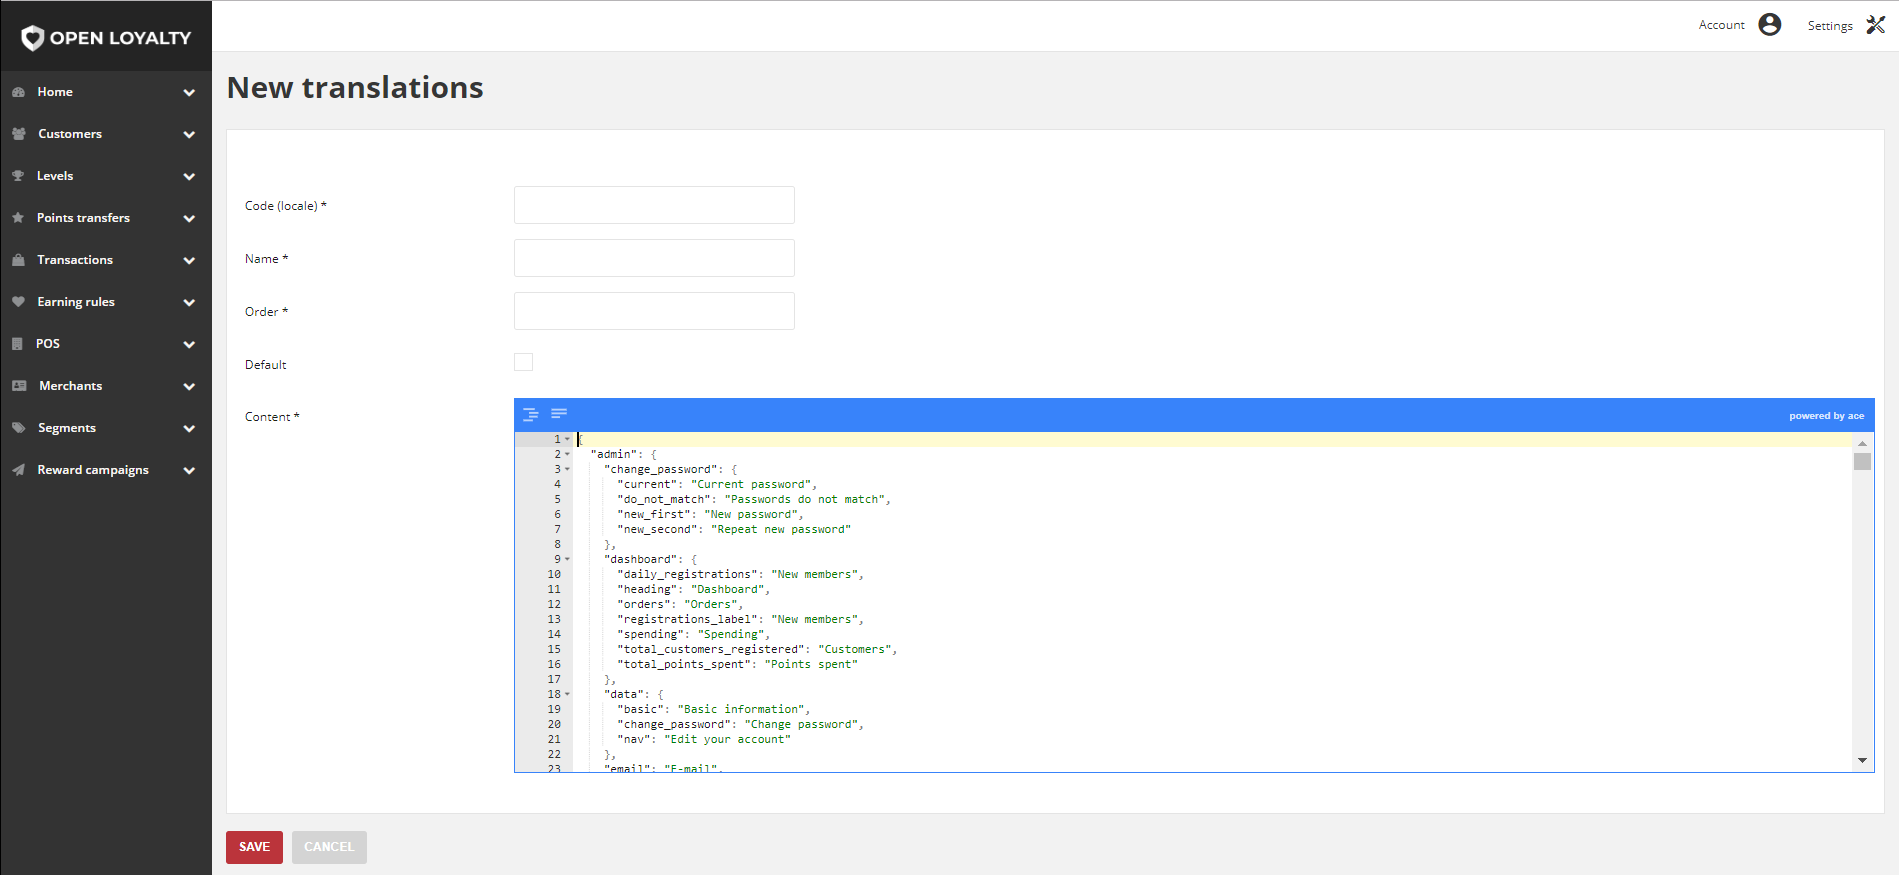 OPEN LOYALTY
Account
Settings
Home
Customers
Levels
Points transfers
Transactions
Earning rules
POS
Merchants
Segments
Reward campaigns
New translations
Code (locale) *
Name *
Order *
Default
Content *
powered by ace
1 {
2 "admin": {
3 "change_password": {
4 "current": "Current password",
5 "do_not_match": "Passwords do not match",
6 "new_first": "New password",
7 "new_second": "Repeat new password"
8 },
9 "dashboard": {
10 "daily_registrations": "New members",
11 "heading": "Dashboard",
12 "orders": "Orders",
13 "registrations_label": "New members",
14 "spending": "Spending",
15 "total_customers_registered": "Customers",
16 "total_points_spent": "Points spent"
17 },
18 "data": {
19 "basic": "Basic information",
20 "change_password": "Change password",
21 "nav": "Edit your account"
22 },
23 "email": "E-mail",
SAVE
CANCEL